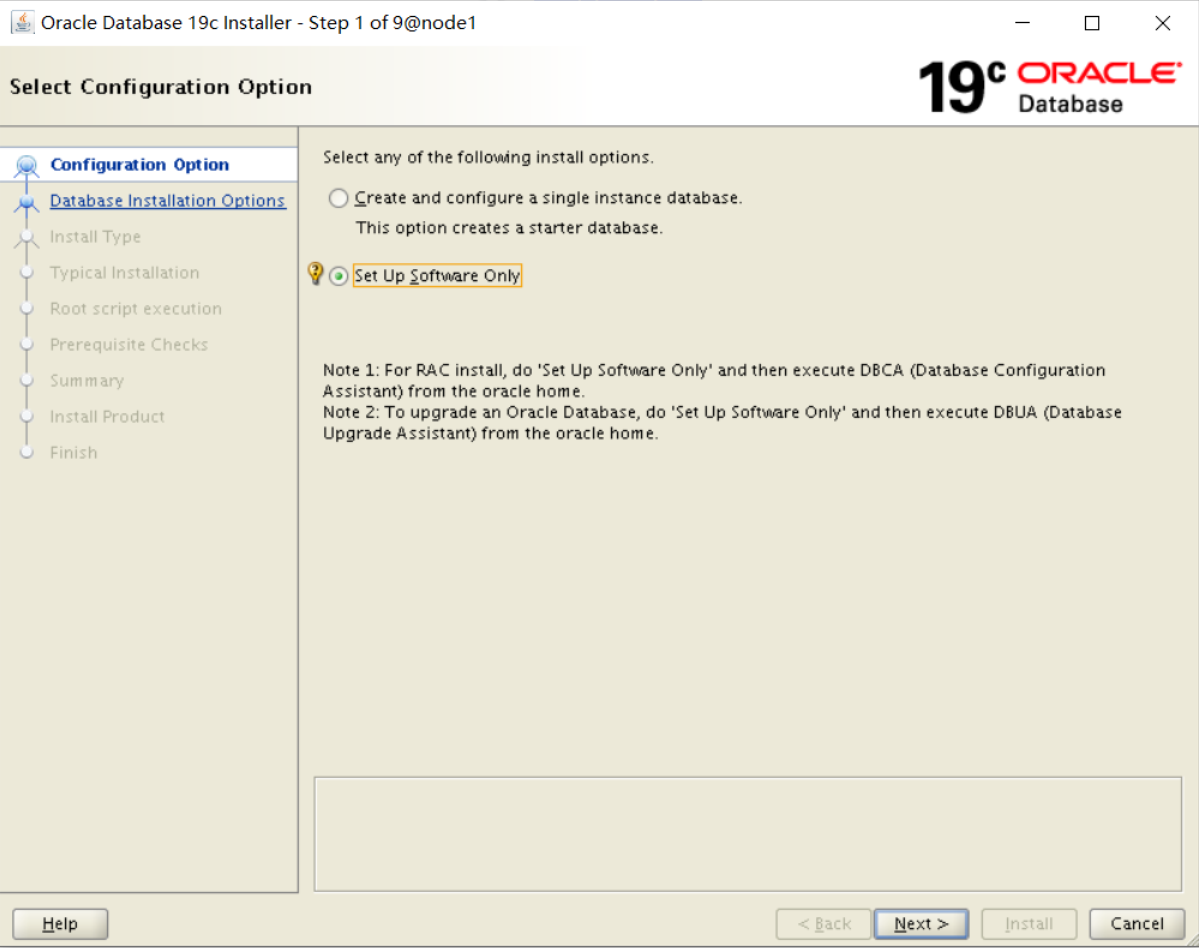 Oracle Database 19c Installer - Step 1 of 9@node1
Select Configuration Option
19c ORACLE
Database
Configuration Option
Database Installation Options
Install Type
Typical Installation
Root script execution
Prerequisite Checks
Summary
Install Product
Finish
Select any of the following install options.
Create and configure a single instance database.
This option creates a starter database.
Set Up Software Only
Note 1: For RAC install, do 'Set Up Software Only' and then execute DBCA (Database Configuration
Assistant) from the oracle home.
Note 2: To upgrade an Oracle Database, do 'Set Up Software Only' and then execute DBUA (Database
Upgrade Assistant) from the oracle home.
Help
< Back
Next >
Install
Cancel